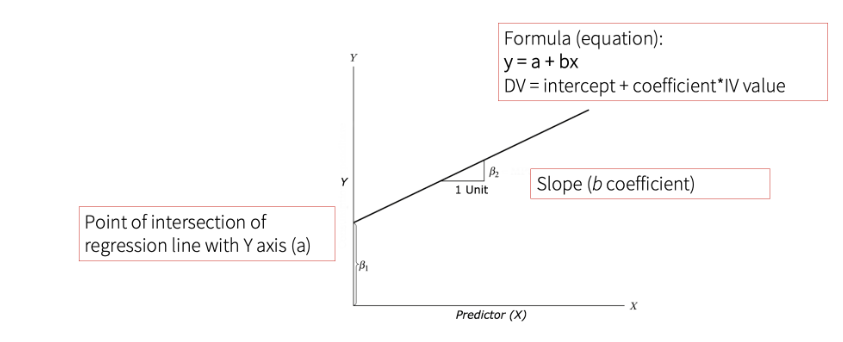 Formula (equation):
y = a + bx
DV = intercept + coefficient*IV value
Y
Y
β₂
1 Unit
Slope (b coefficient)
Point of intersection of
regression line with Y axis (a)
β₁
X
Predictor (X)